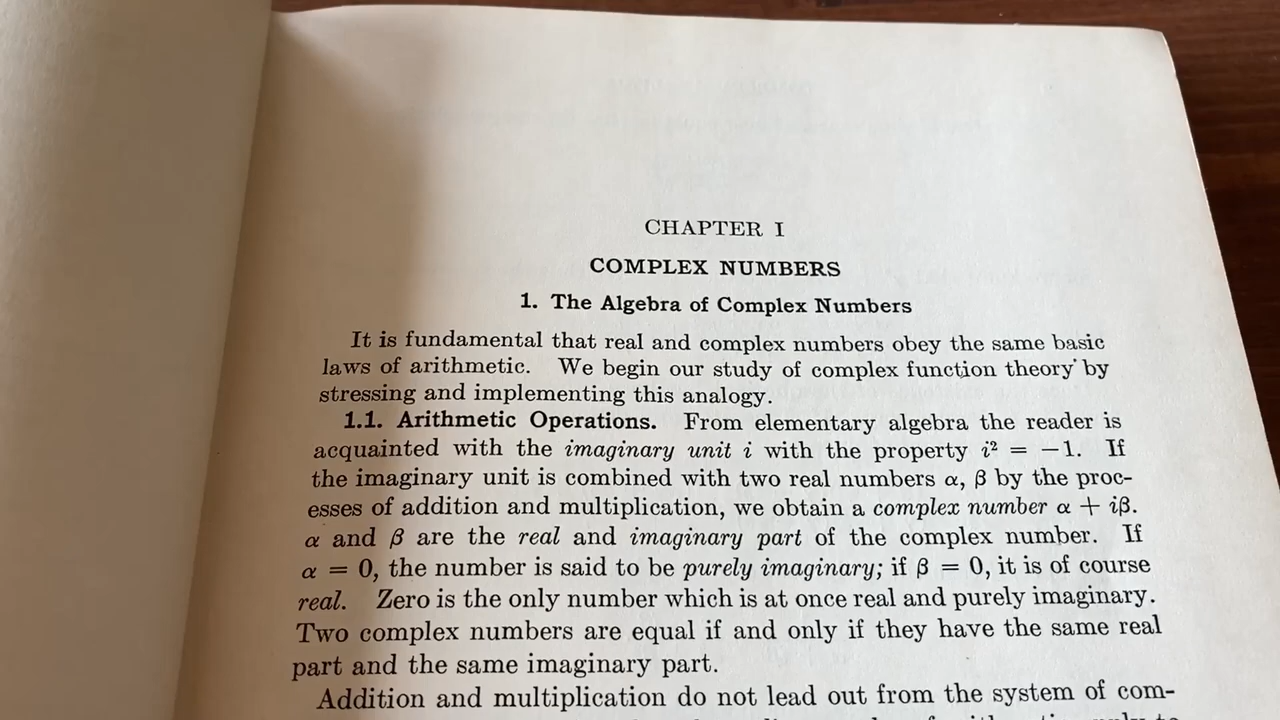 CHAPTER I
COMPLEX NUMBERS
1. The Algebra of Complex Numbers
It is fundamental that real and complex numbers obey the same basic
laws of arithmetic. We begin our study of complex function theory by
stressing and implementing this analogy.
1.1. Arithmetic Operations. From elementary algebra the reader is
acquainted with the imaginary unit i with the property i² = −1. If
the imaginary unit is combined with two real numbers α, β by the proc-
esses of addition and multiplication, we obtain a complex number α + iβ.
α and β are the real and imaginary part of the complex number. If
α = 0, the number is said to be purely imaginary; if β = 0, it is of course
real. Zero is the only number which is at once real and purely imaginary.
Two complex numbers are equal if and only if they have the same real
part and the same imaginary part.
Addition and multiplication do not lead out from the system of com-